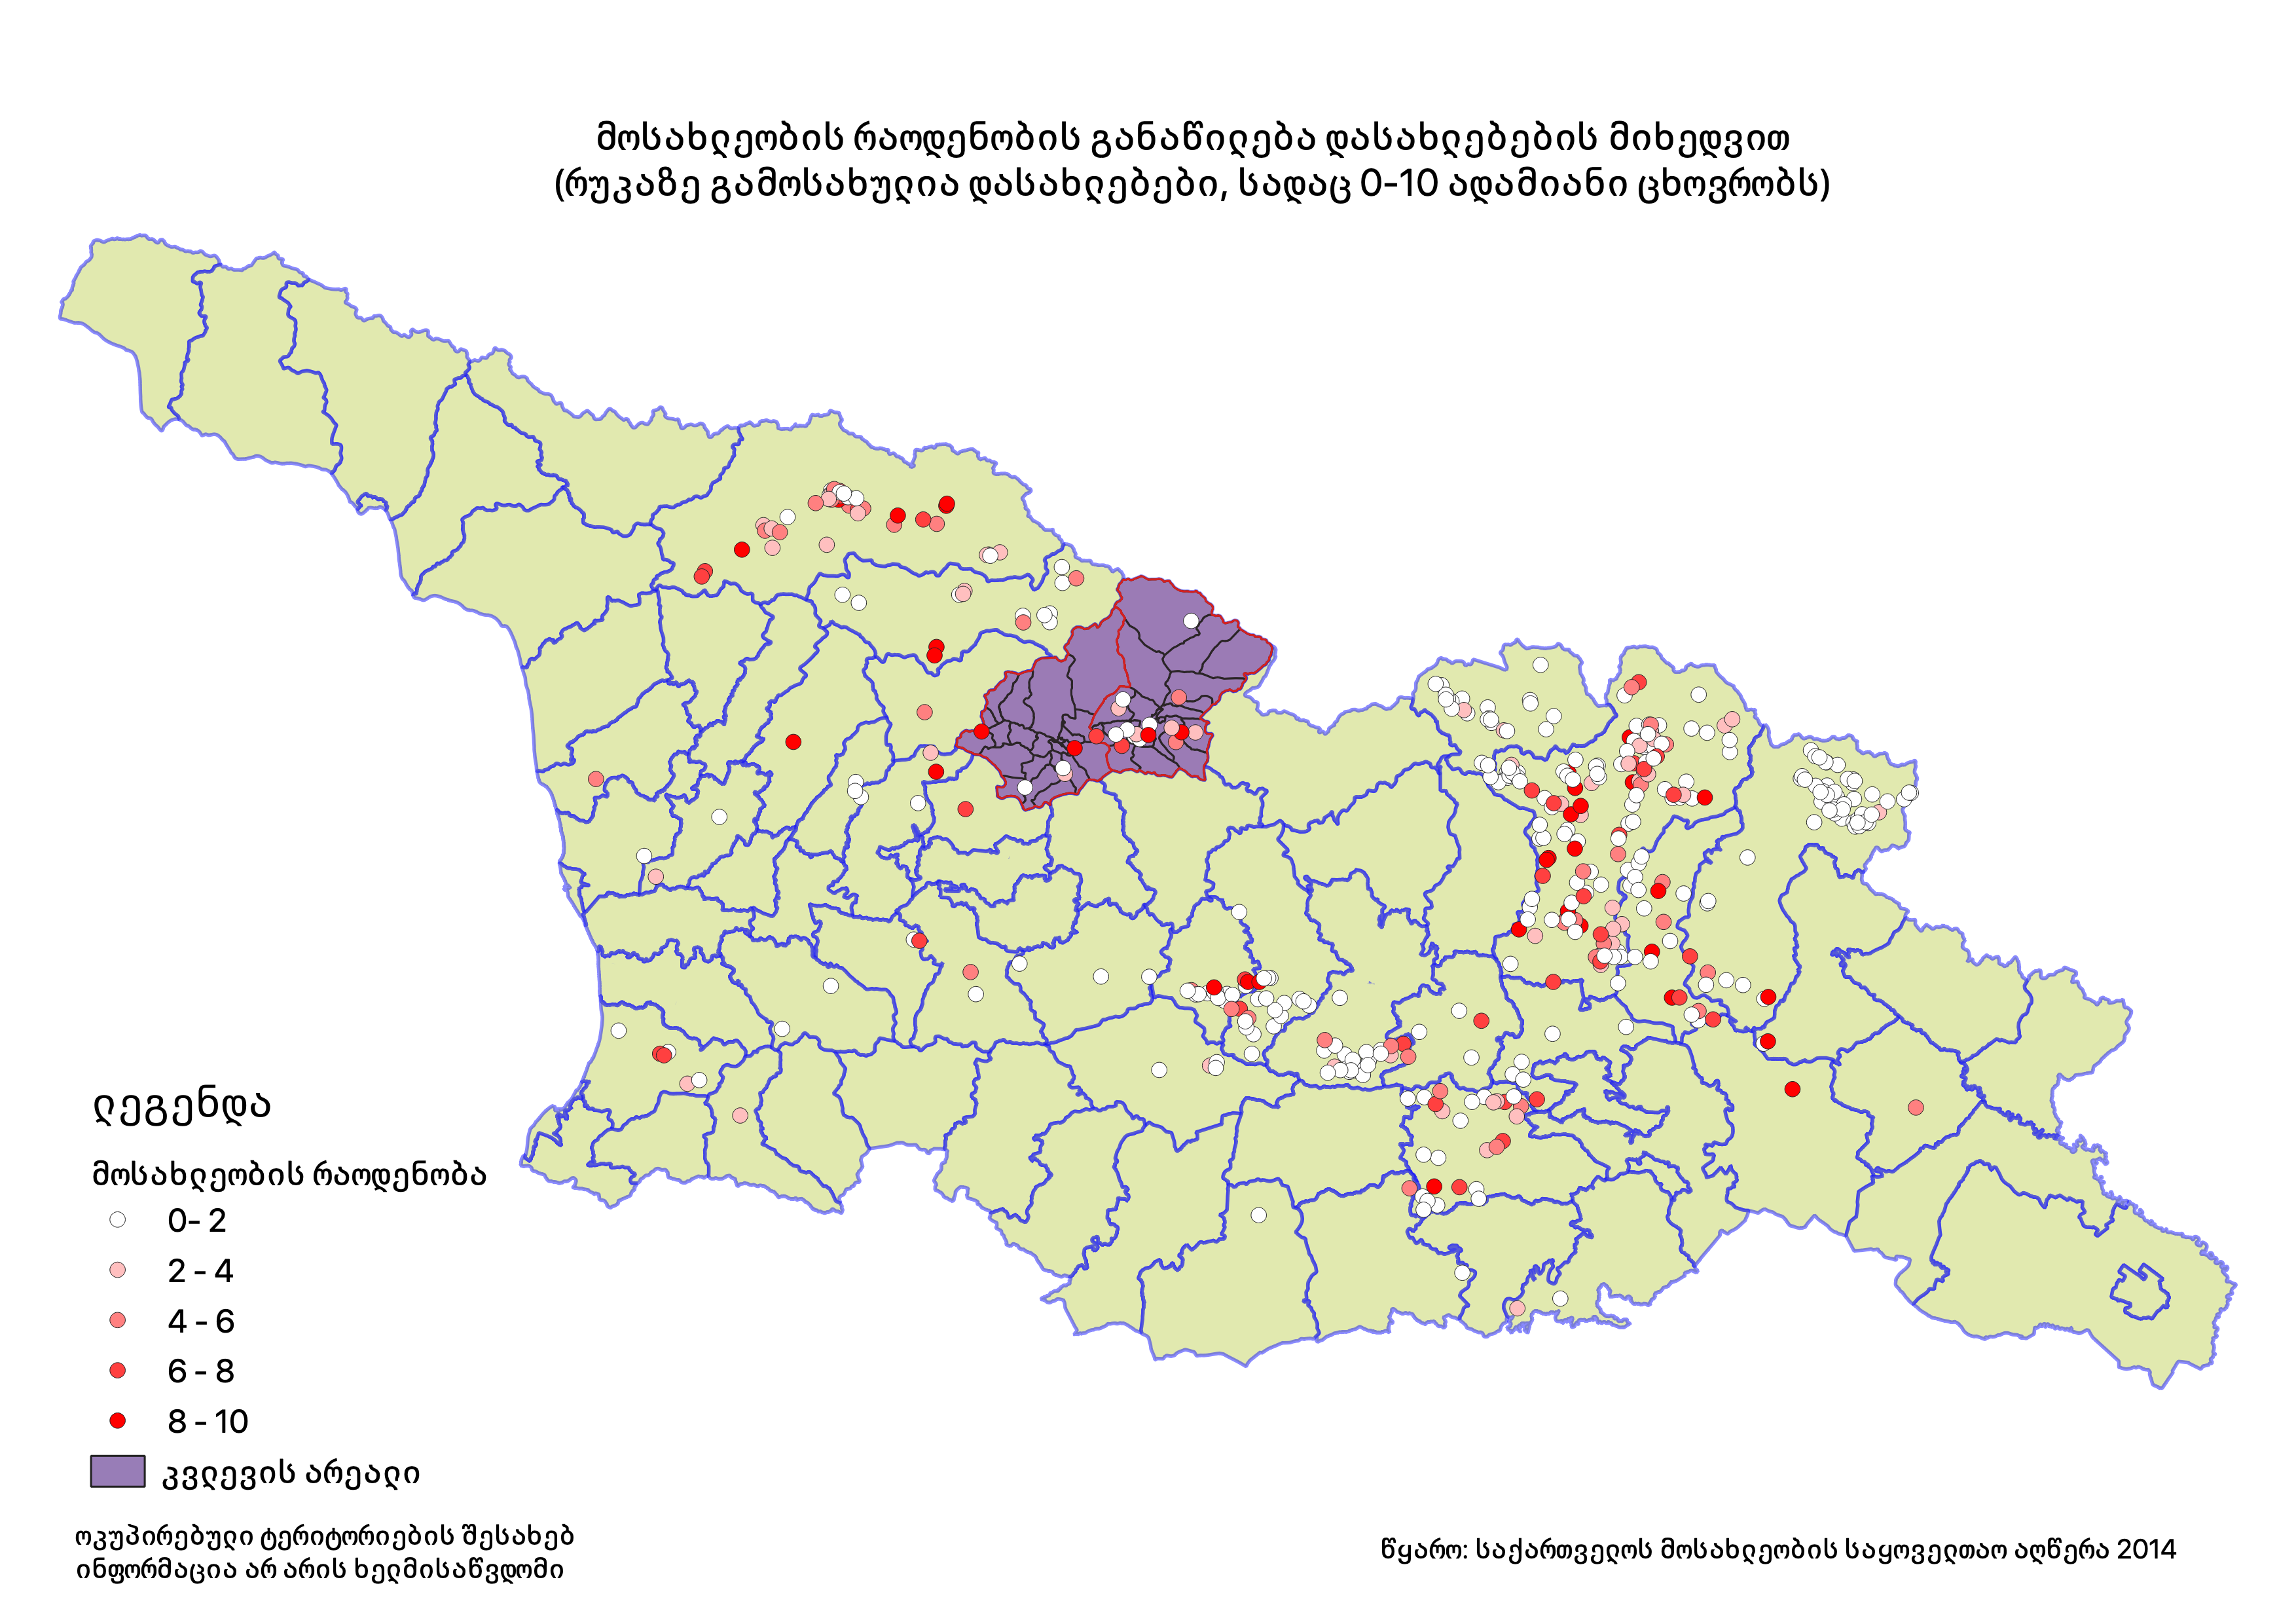 მოსახლეობის რაოდენობის განაწილება დასახლებების მიხედვით
(რუკაზე გამოსახულია დასახლებები, სადაც 0-10 ადამიანი ცხოვრობს)
ლეგენდა
მოსახლეობის რაოდენობა
0- 2
2 - 4
4 - 6
6 - 8
8 - 10
კვლევის არეალი
ოკუპირებული ტერიტორიების შესახებ
ინფორმაცია არ არის ხელმისაწვდომი
წყარო: საქართველოს მოსახლეობის საყოველთაო აღწერა 2014